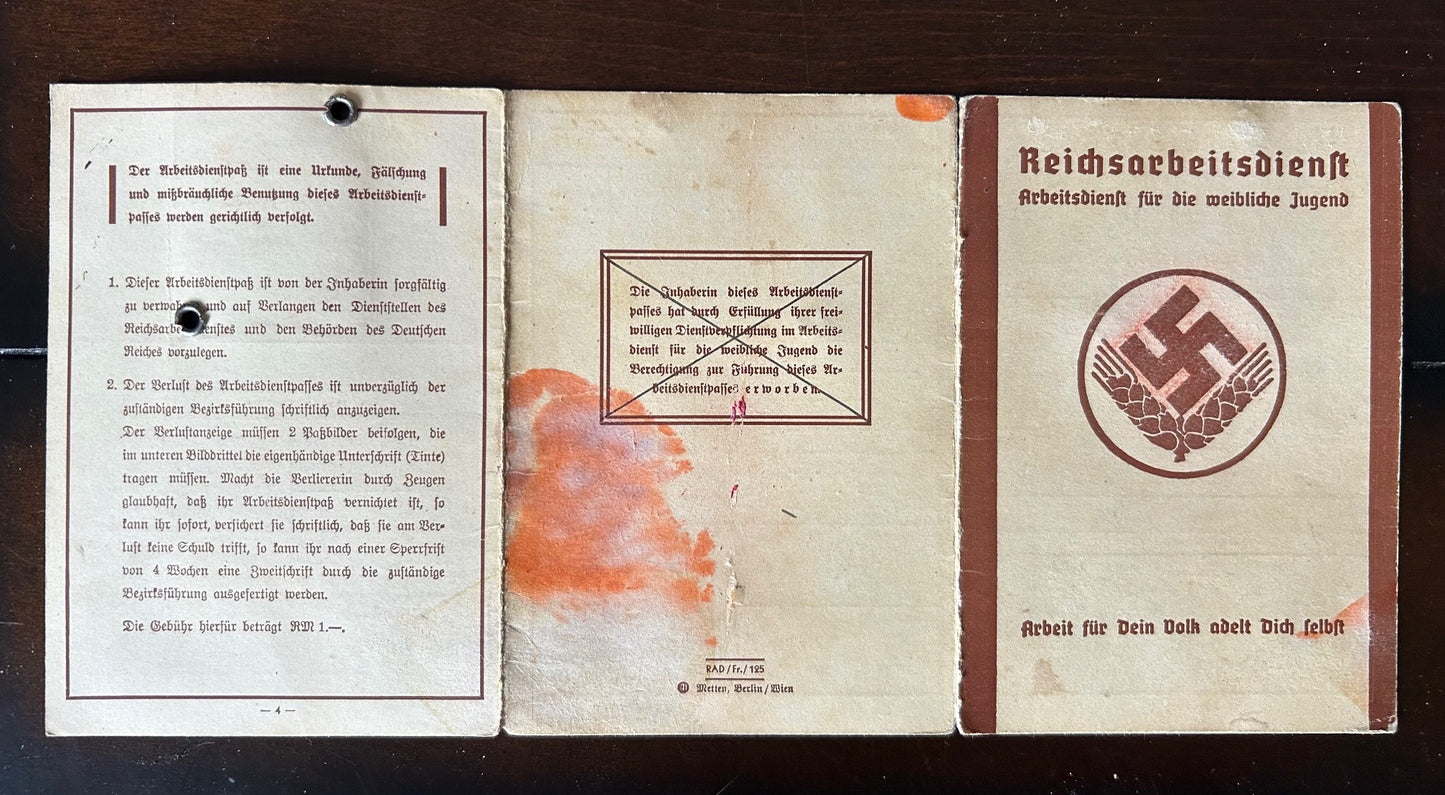 Der Arbeitsdienstpaß ist eine Urkunde, Fälschung
und mißbräuchliche Benutzung dieses Arbeitsdienst-
passes werden gerichtlich verfolgt.
1. Dieser Arbeitsdienstpaß ist von der Inhaberin sorgfältig
zu und auf Verlangen den Dienststellen des
und den Behörden des Deutschen
Reiches vorzulegen.
2. Der Verlust des Arbeitsdienstpasses ist unverzüglich der
zuständigen Bezirksführung schriftlich anzuzeigen.
Der Verlustanzeige müssen 2 Paßbilder beifolgen, die
im unteren Bilddrittel die eigenhändige Unterschrift (Tinte)
tragen müssen. Macht die Verliererin durch Zeugen
glaubhaft, daß ihr Arbeitsdienstpaß vernichtet ist, so
kann ihr sofort, versichert sie schriftlich, daß sie am Ver-
lust keine Schuld trifft, so kann ihr nach einer Sperrfrist
von 4 Wochen eine Zweitschrift durch die zuständige
Bezirksführung ausgefertigt werden.
Die Gebühr hierfür beträgt RM 1.—.
— 4 —
Die Inhaberin dieses Arbeitsdienst-
passes hat durch Erfüllung ihrer frei-
willigen Dienstverpflichtung im Arbeits-
dienst für die weibliche Jugend die
Berechtigung zur Führung dieses Ar-
beitsdienstpasses erworben.
RAD/Fr./125
Metten, Berlin/Wien
Reichsarbeitsdienst
Arbeitsdienst für die weibliche Jugend
Arbeit für Dein Volk adelt Dich selbst